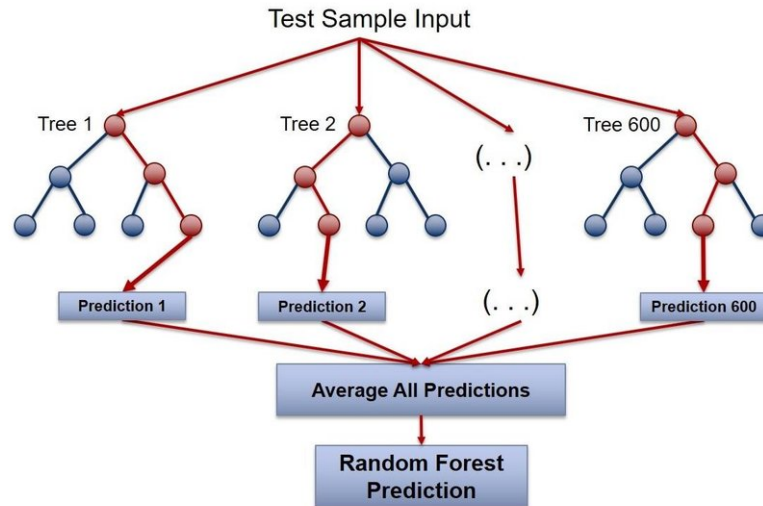 Test Sample Input
Tree 1
Tree 2
(. . .)
Tree 600
Prediction 1
Prediction 2
(. . .)
Prediction 600
Average All Predictions
Random Forest
Prediction